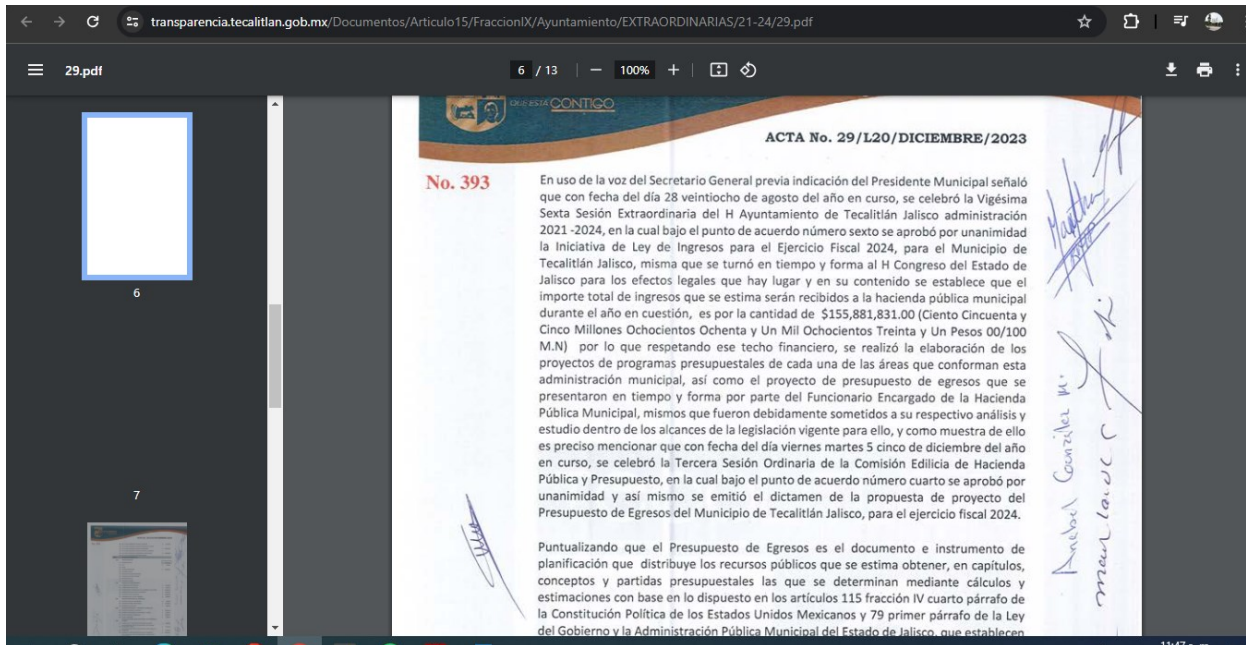 transparencia.tecalitlan.gob.mx/Documentos/Articulo15/FraccionIX/Ayuntamiento/EXTRAORDINARIAS/21-24/29.pdf
29.pdf
6 / 13
100%
6
7
QUE ESTÁ CONTIGO
ACTA No. 29/L20/DICIEMBRE/2023
No. 393
En uso de la voz del Secretario General previa indicación del Presidente Municipal señaló
que con fecha del día 28 veintiocho de agosto del año en curso, se celebró la Vigésima
Sexta Sesión Extraordinaria del H Ayuntamiento de Tecalitlán Jalisco administración
2021 -2024, en la cual bajo el punto de acuerdo número sexto se aprobó por unanimidad
la Iniciativa de Ley de Ingresos para el Ejercicio Fiscal 2024, para el Municipio de
Tecalitlán Jalisco, misma que se turnó en tiempo y forma al H Congreso del Estado de
Jalisco para los efectos legales que hay lugar y en su contenido se establece que el
importe total de ingresos que se estima serán recibidos a la hacienda pública municipal
durante el año en cuestión, es por la cantidad de $155,881,831.00 (Ciento Cincuenta y
Cinco Millones Ochocientos Ochenta y Un Mil Ochocientos Treinta y Un Pesos 00/100
M.N) por lo que respetando ese techo financiero, se realizó la elaboración de los
proyectos de programas presupuestales de cada una de las áreas que conforman esta
administración municipal, así como el proyecto de presupuesto de egresos que se
presentaron en tiempo y forma por parte del Funcionario Encargado de la Hacienda
Pública Municipal, mismos que fueron debidamente sometidos a su respectivo análisis y
estudio dentro de los alcances de la legislación vigente para ello, y como muestra de ello
es preciso mencionar que con fecha del día viernes martes 5 cinco de diciembre del año
en curso, se celebró la Tercera Sesión Ordinaria de la Comisión Edilicia de Hacienda
Pública y Presupuesto, en la cual bajo el punto de acuerdo número cuarto se aprobó por
unanimidad y así mismo se emitió el dictamen de la propuesta de proyecto del
Presupuesto de Egresos del Municipio de Tecalitlán Jalisco, para el ejercicio fiscal 2024.
Puntualizando que el Presupuesto de Egresos es el documento e instrumento de
planificación que distribuye los recursos públicos que se estima obtener, en capítulos,
conceptos y partidas presupuestales las que se determinan mediante cálculos y
estimaciones con base en lo dispuesto en los artículos 115 fracción IV cuarto párrafo de
la Constitución Política de los Estados Unidos Mexicanos y 79 primer párrafo de la Ley
del Gobierno y la Administración Pública Municipal del Estado de Jalisco, que establecen
Anabel González M.